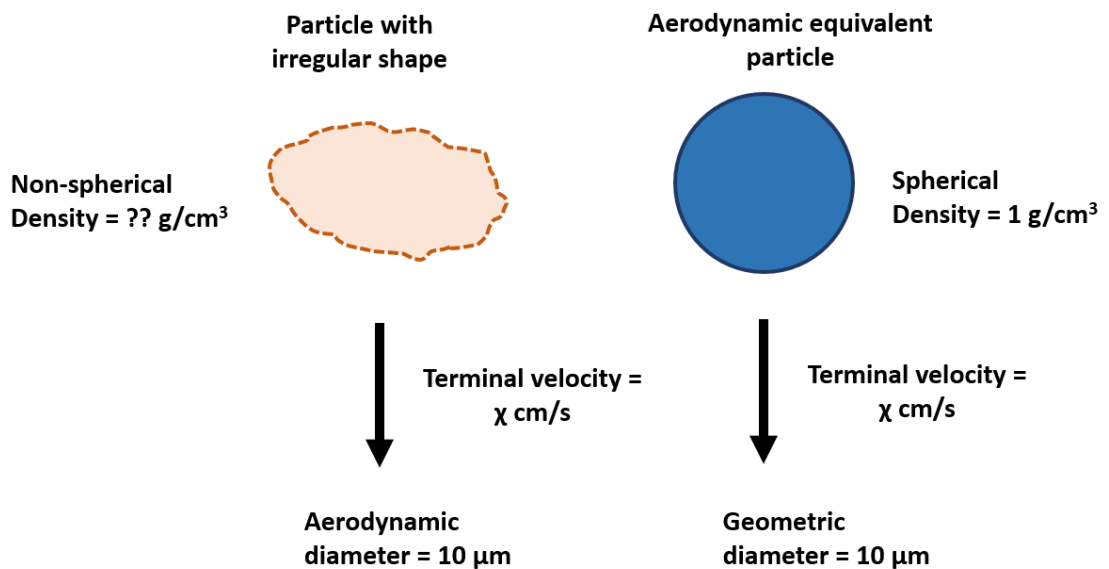 Particle with
irregular shape
Aerodynamic equivalent
particle
Non-spherical
Density = ?? g/cm³
Spherical
Density = 1 g/cm³
Terminal velocity =
χ cm/s
Terminal velocity =
χ cm/s
Aerodynamic
diameter = 10 µm
Geometric
diameter = 10 µm